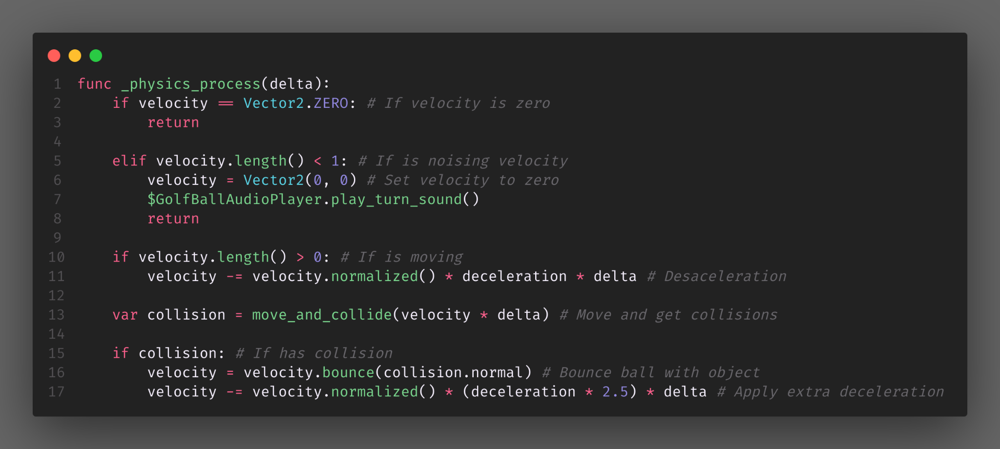 1 func _physics_process(delta):
2     if velocity == Vector2.ZERO: # If velocity is zero
3         return
4
5     elif velocity.length() < 1: # If is noising velocity
6         velocity = Vector2(0, 0) # Set velocity to zero
7         $GolfBallAudioPlayer.play_turn_sound()
8         return
9
10     if velocity.length() > 0: # If is moving
11         velocity -= velocity.normalized() * deceleration * delta # Desaceleration
12
13     var collision = move_and_collide(velocity * delta) # Move and get collisions
14
15     if collision: # If has collision
16         velocity = velocity.bounce(collision.normal) # Bounce ball with object
17         velocity -= velocity.normalized() * (deceleration * 2.5) * delta # Apply extra deceleration